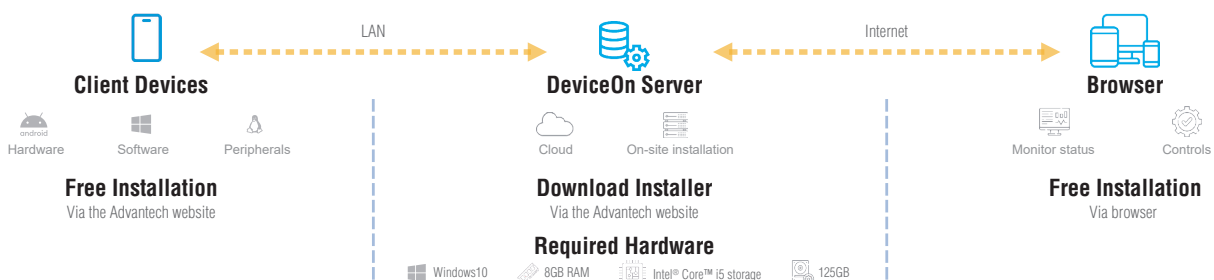 LAN
Internet
Client Devices
DeviceOn Server
Browser
android
Hardware
Software
Peripherals
Cloud
On-site installation
Monitor status
Controls
Free Installation
Via the Advantech website
Download Installer
Via the Advantech website
Free Installation
Via browser
Required Hardware
Windows10
8GB RAM
Intel® Core™ i5 storage
125GB